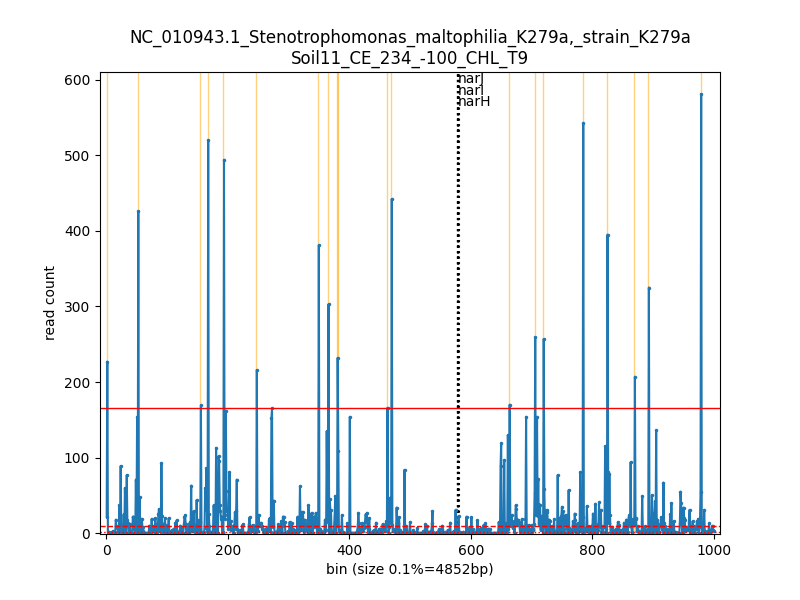 NC_010943.1_Stenotrophomonas_maltophilia_K279a,_strain_K279a
Soil11_CE_234_-100_CHL_T9
narJ
narI
narH
600
500
400
300
200
100
0
read count
0 200 400 600 800 1000
bin (size 0.1%=4852bp)